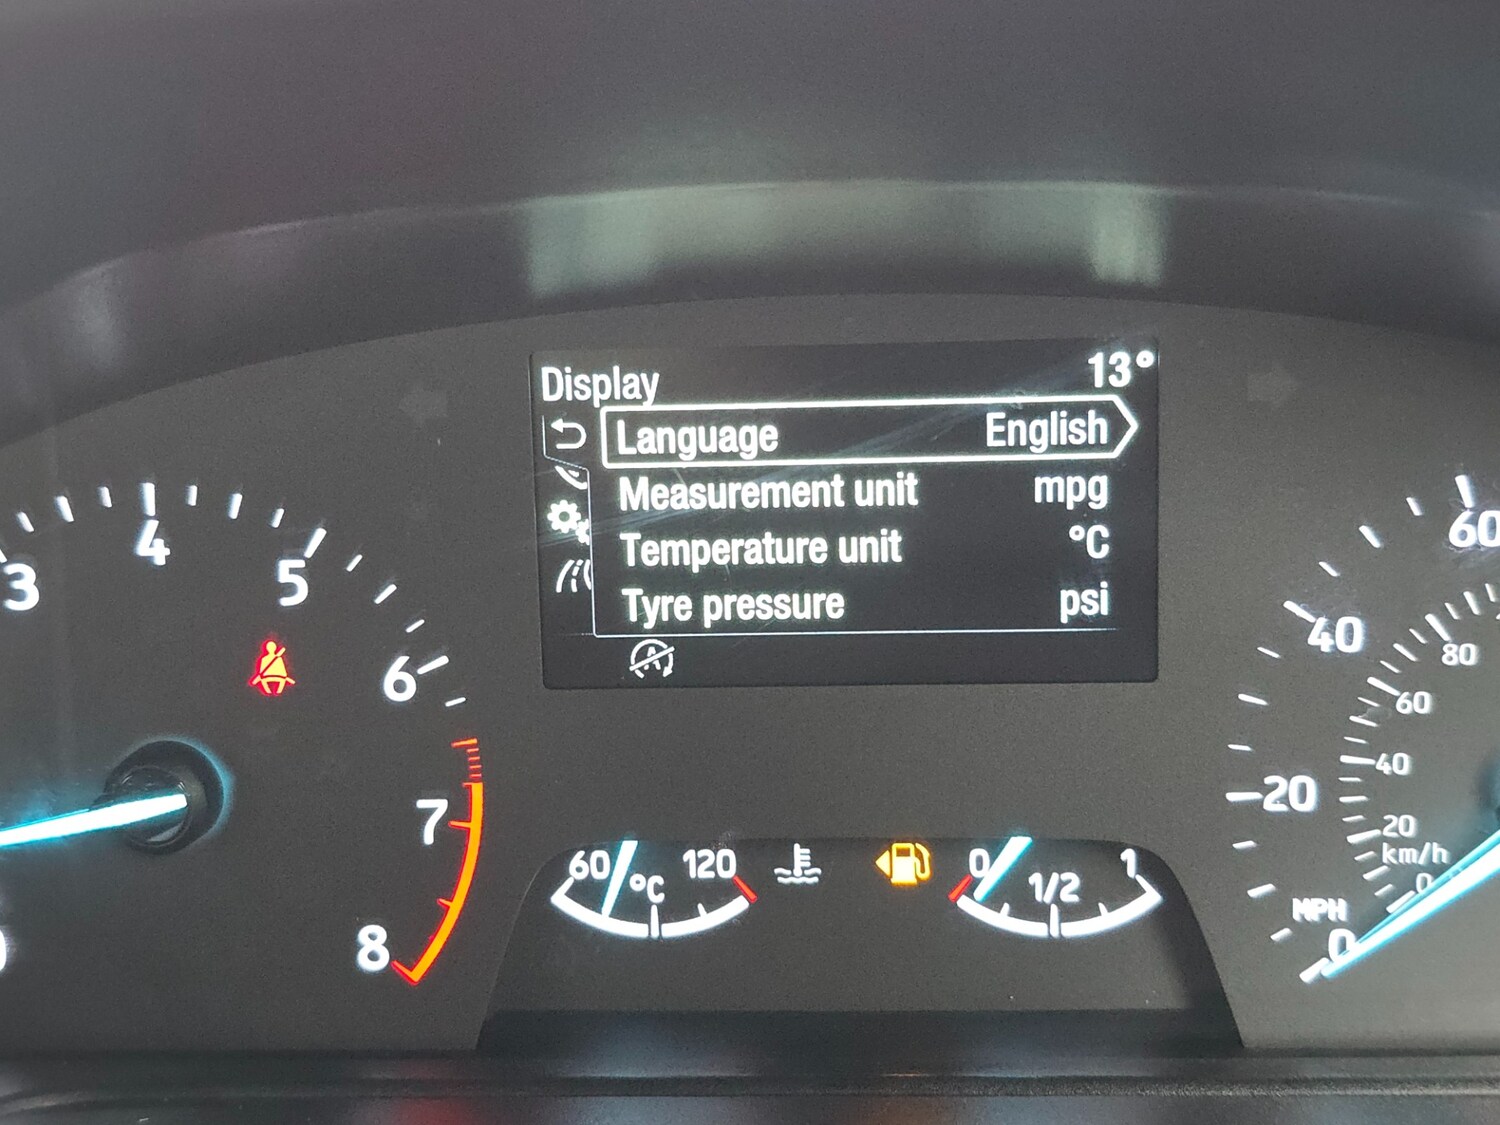 Display 13°
Language English
Measurement unit mpg
Temperature unit °C
Tyre pressure psi
3
4
5
6
7
8
60 °C 120
0 1/2 1
60
40
20
0
MPH
80
60
40
20
km/h
0